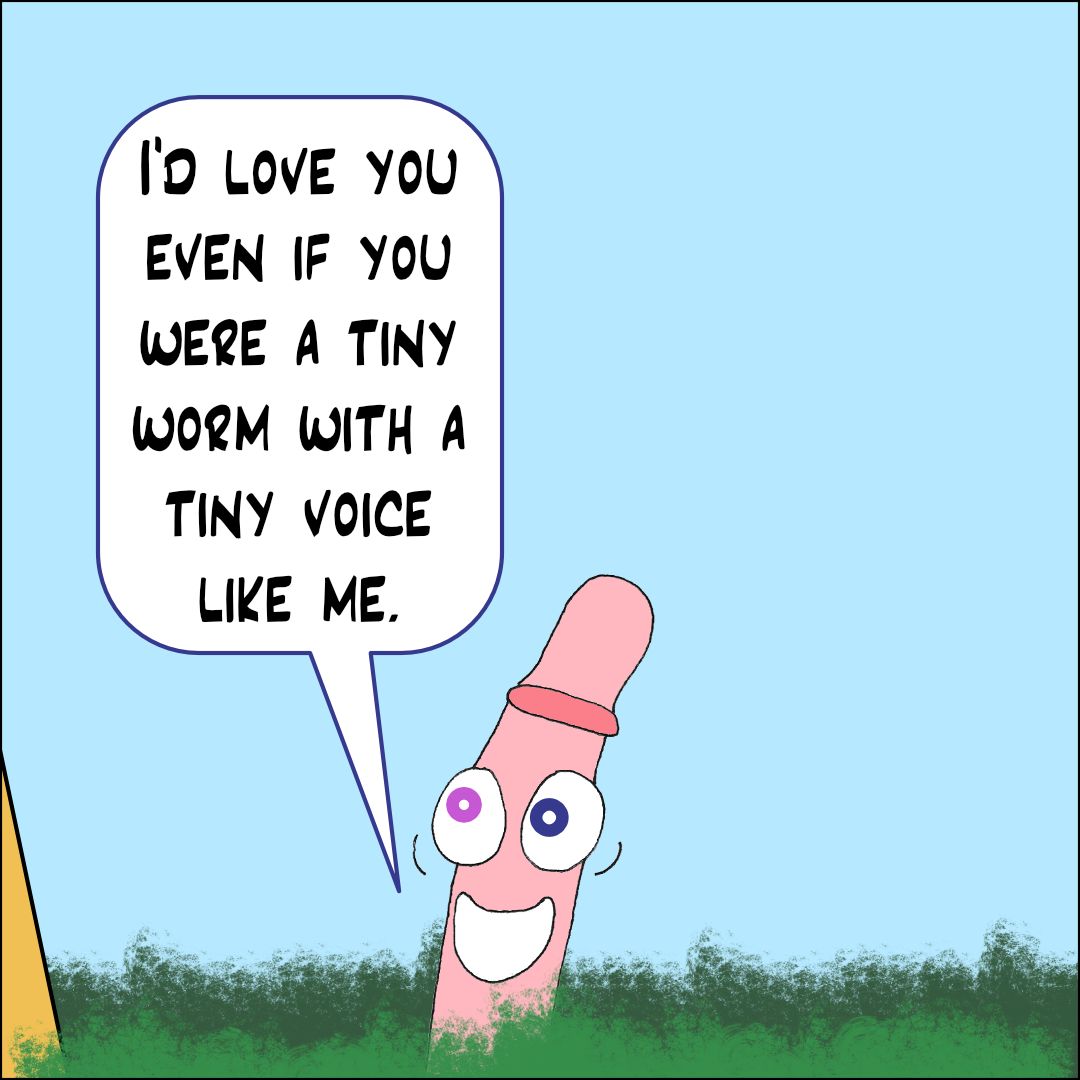 I'D LOVE YOU
EVEN IF YOU
WERE A TINY
WORM WITH A
TINY VOICE
LIKE ME.